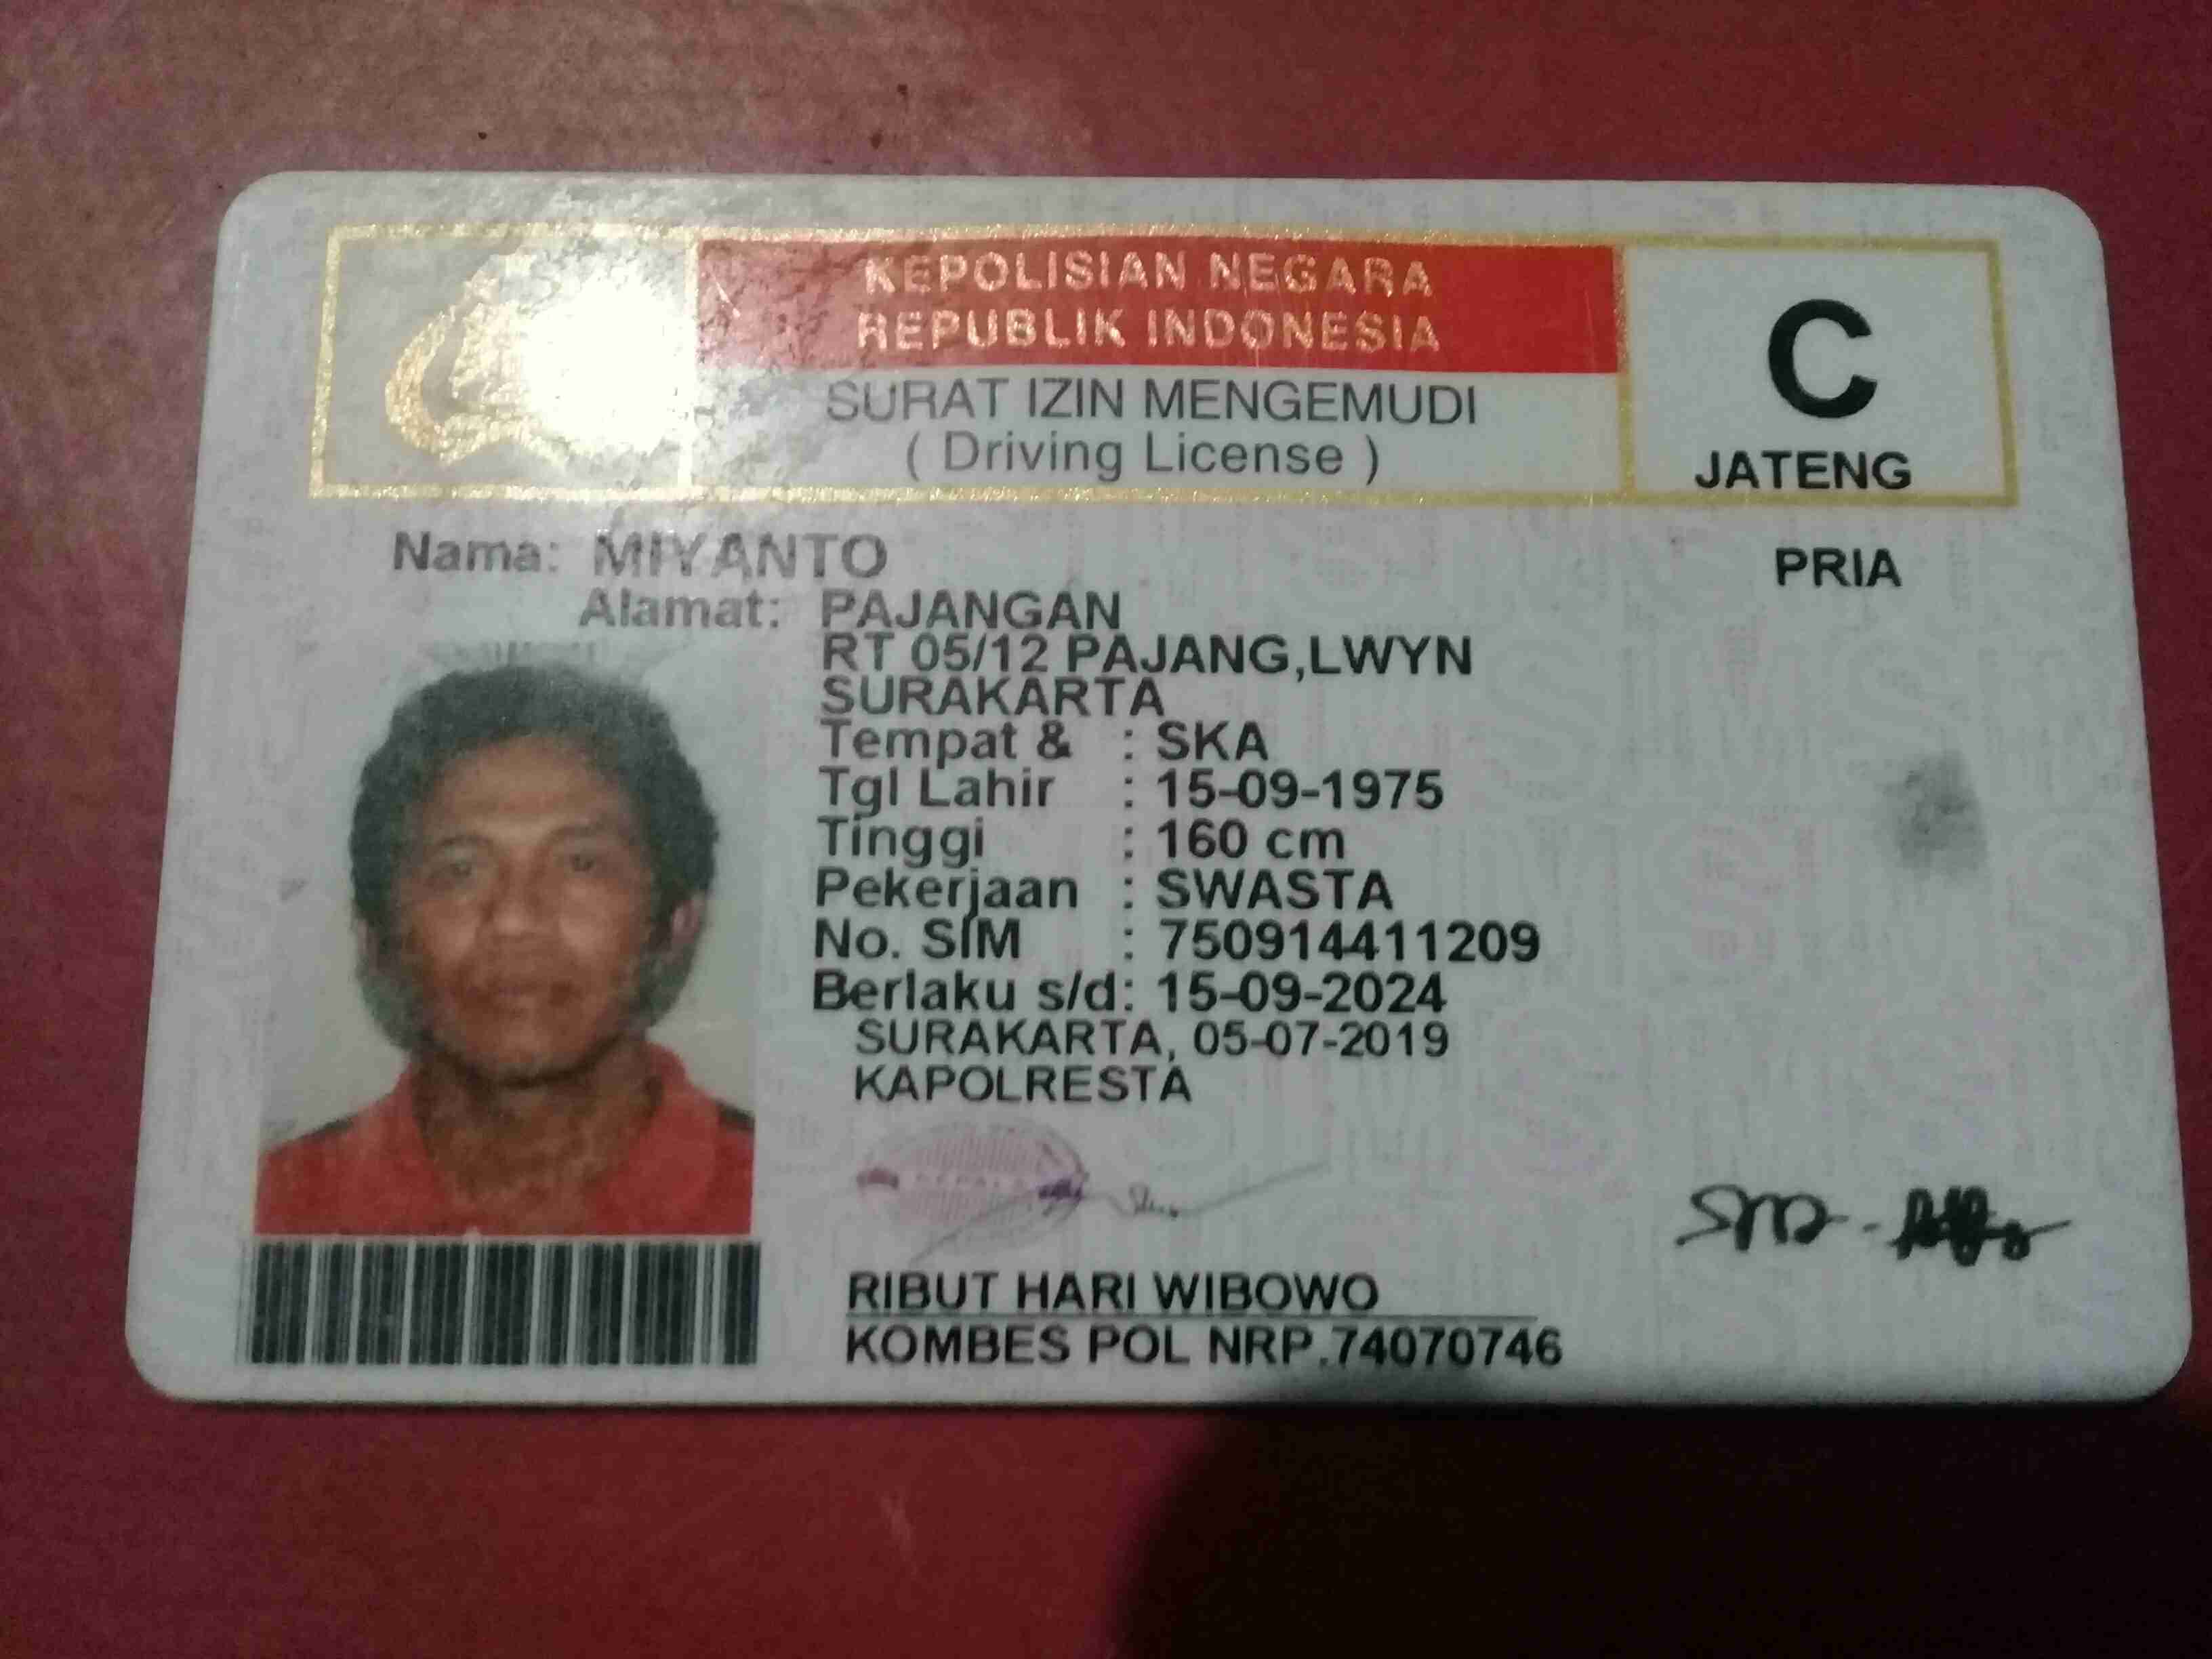 KEPOLISIAN NEGARA
REPUBLIK INDONESIA
SURAT IZIN MENGEMUDI
( Driving License )
C
JATENG
Nama: MIYANTO
PRIA
Alamat: PAJANGAN
RT 05/12 PAJANG,LWYN
SURAKARTA
Tempat & : SKA
Tgl Lahir : 15-09-1975
Tinggi : 160 cm
Pekerjaan : SWASTA
No. SIM : 750914411209
Berlaku s/d: 15-09-2024
SURAKARTA, 05-07-2019
KAPOLRESTA
RIBUT HARI WIBOWO
KOMBES POL NRP.74070746